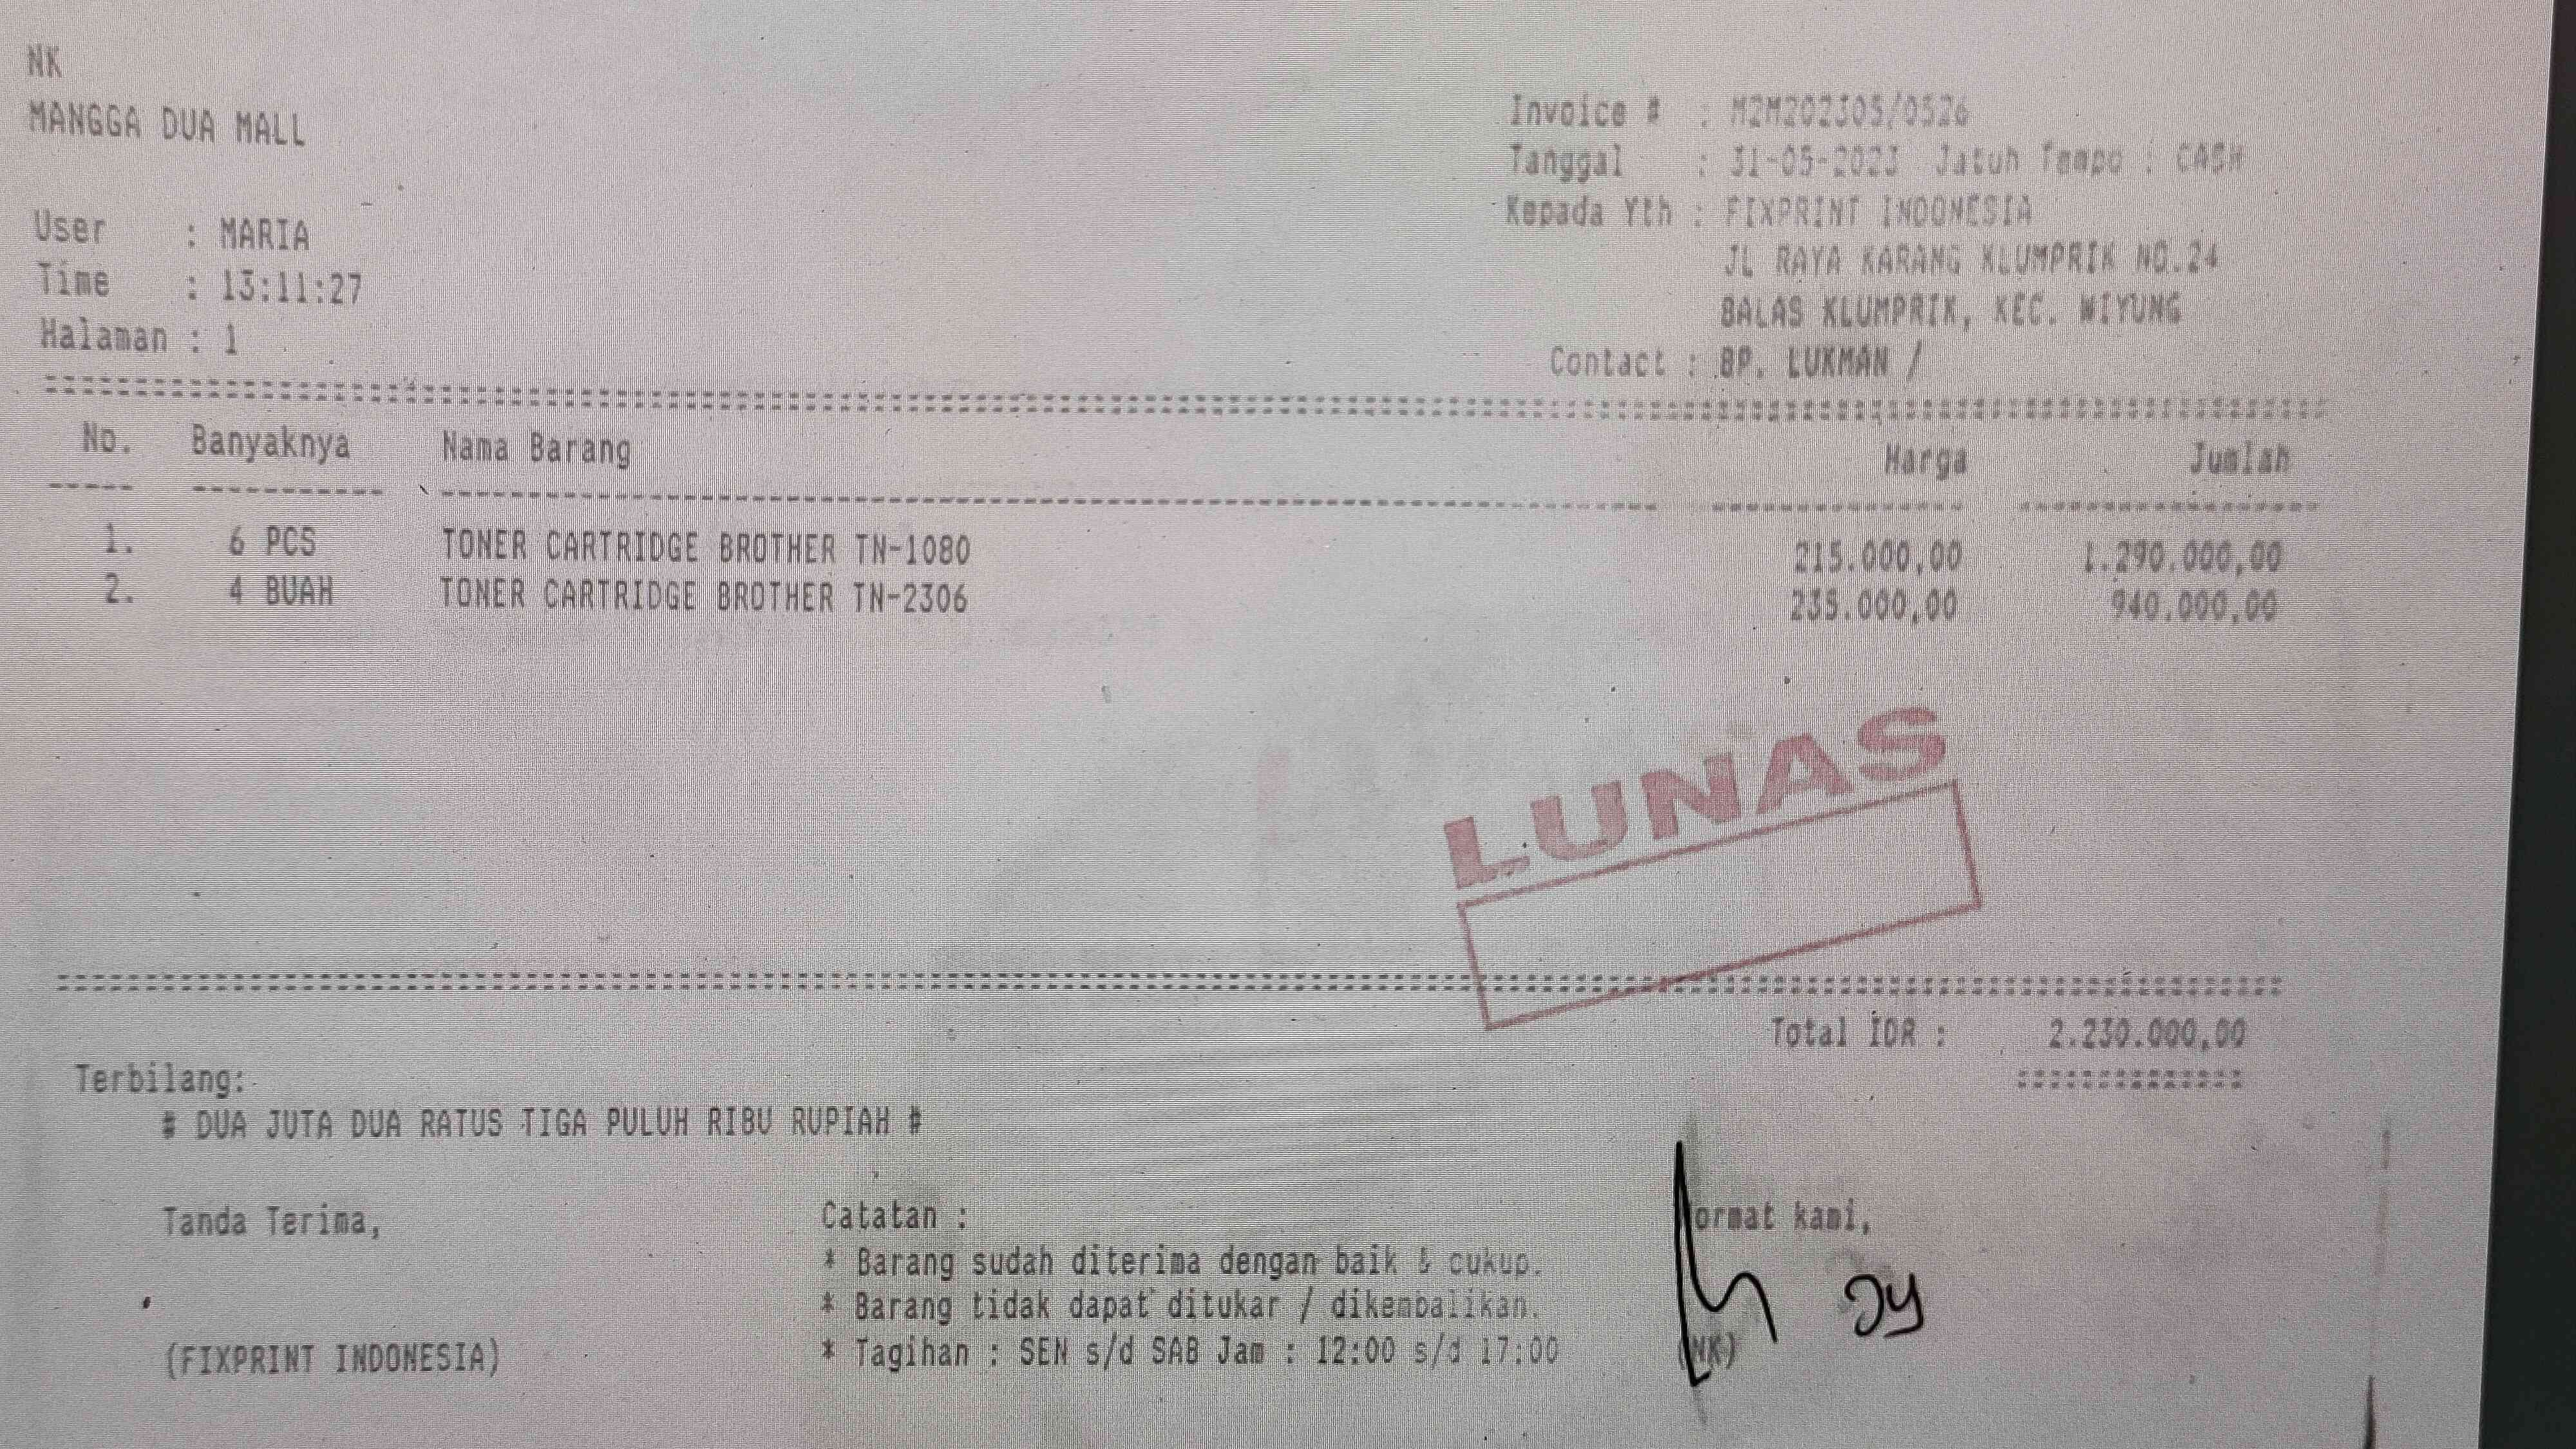 NK
MANGGA DUA MALL
User : MARIA
Time : 13:11:27
Halaman : 1
Invoice # : M2M202305/0526
Tanggal : 31-05-2023 Jatuh Tempo : CASH
Kepada Yth : FIXPRINT INDONESIA
JL RAYA KARANG KLUMPRIK NO.24
BALAS KLUMPRIK, KEC. WIYUNG
Contact : BP. LUKMAN /
No. Banyaknya Nama Barang Harga Jumlah
1. 6 PCS TONER CARTRIDGE BROTHER TN-1080 215.000,00 1.290.000,00
2. 4 BUAH TONER CARTRIDGE BROTHER TN-2306 235.000,00 940.000,00
LUNAS
Total IDR : 2.230.000,00
Terbilang:
# DUA JUTA DUA RATUS TIGA PULUH RIBU RUPIAH #
Tanda Terima,
(FIXPRINT INDONESIA)
Catatan :
* Barang sudah diterima dengan baik & cukup.
* Barang tidak dapat ditukar / dikembalikan.
* Tagihan : SEN s/d SAB Jam : 12:00 s/d 17:00
Hormat kami,
(NK)